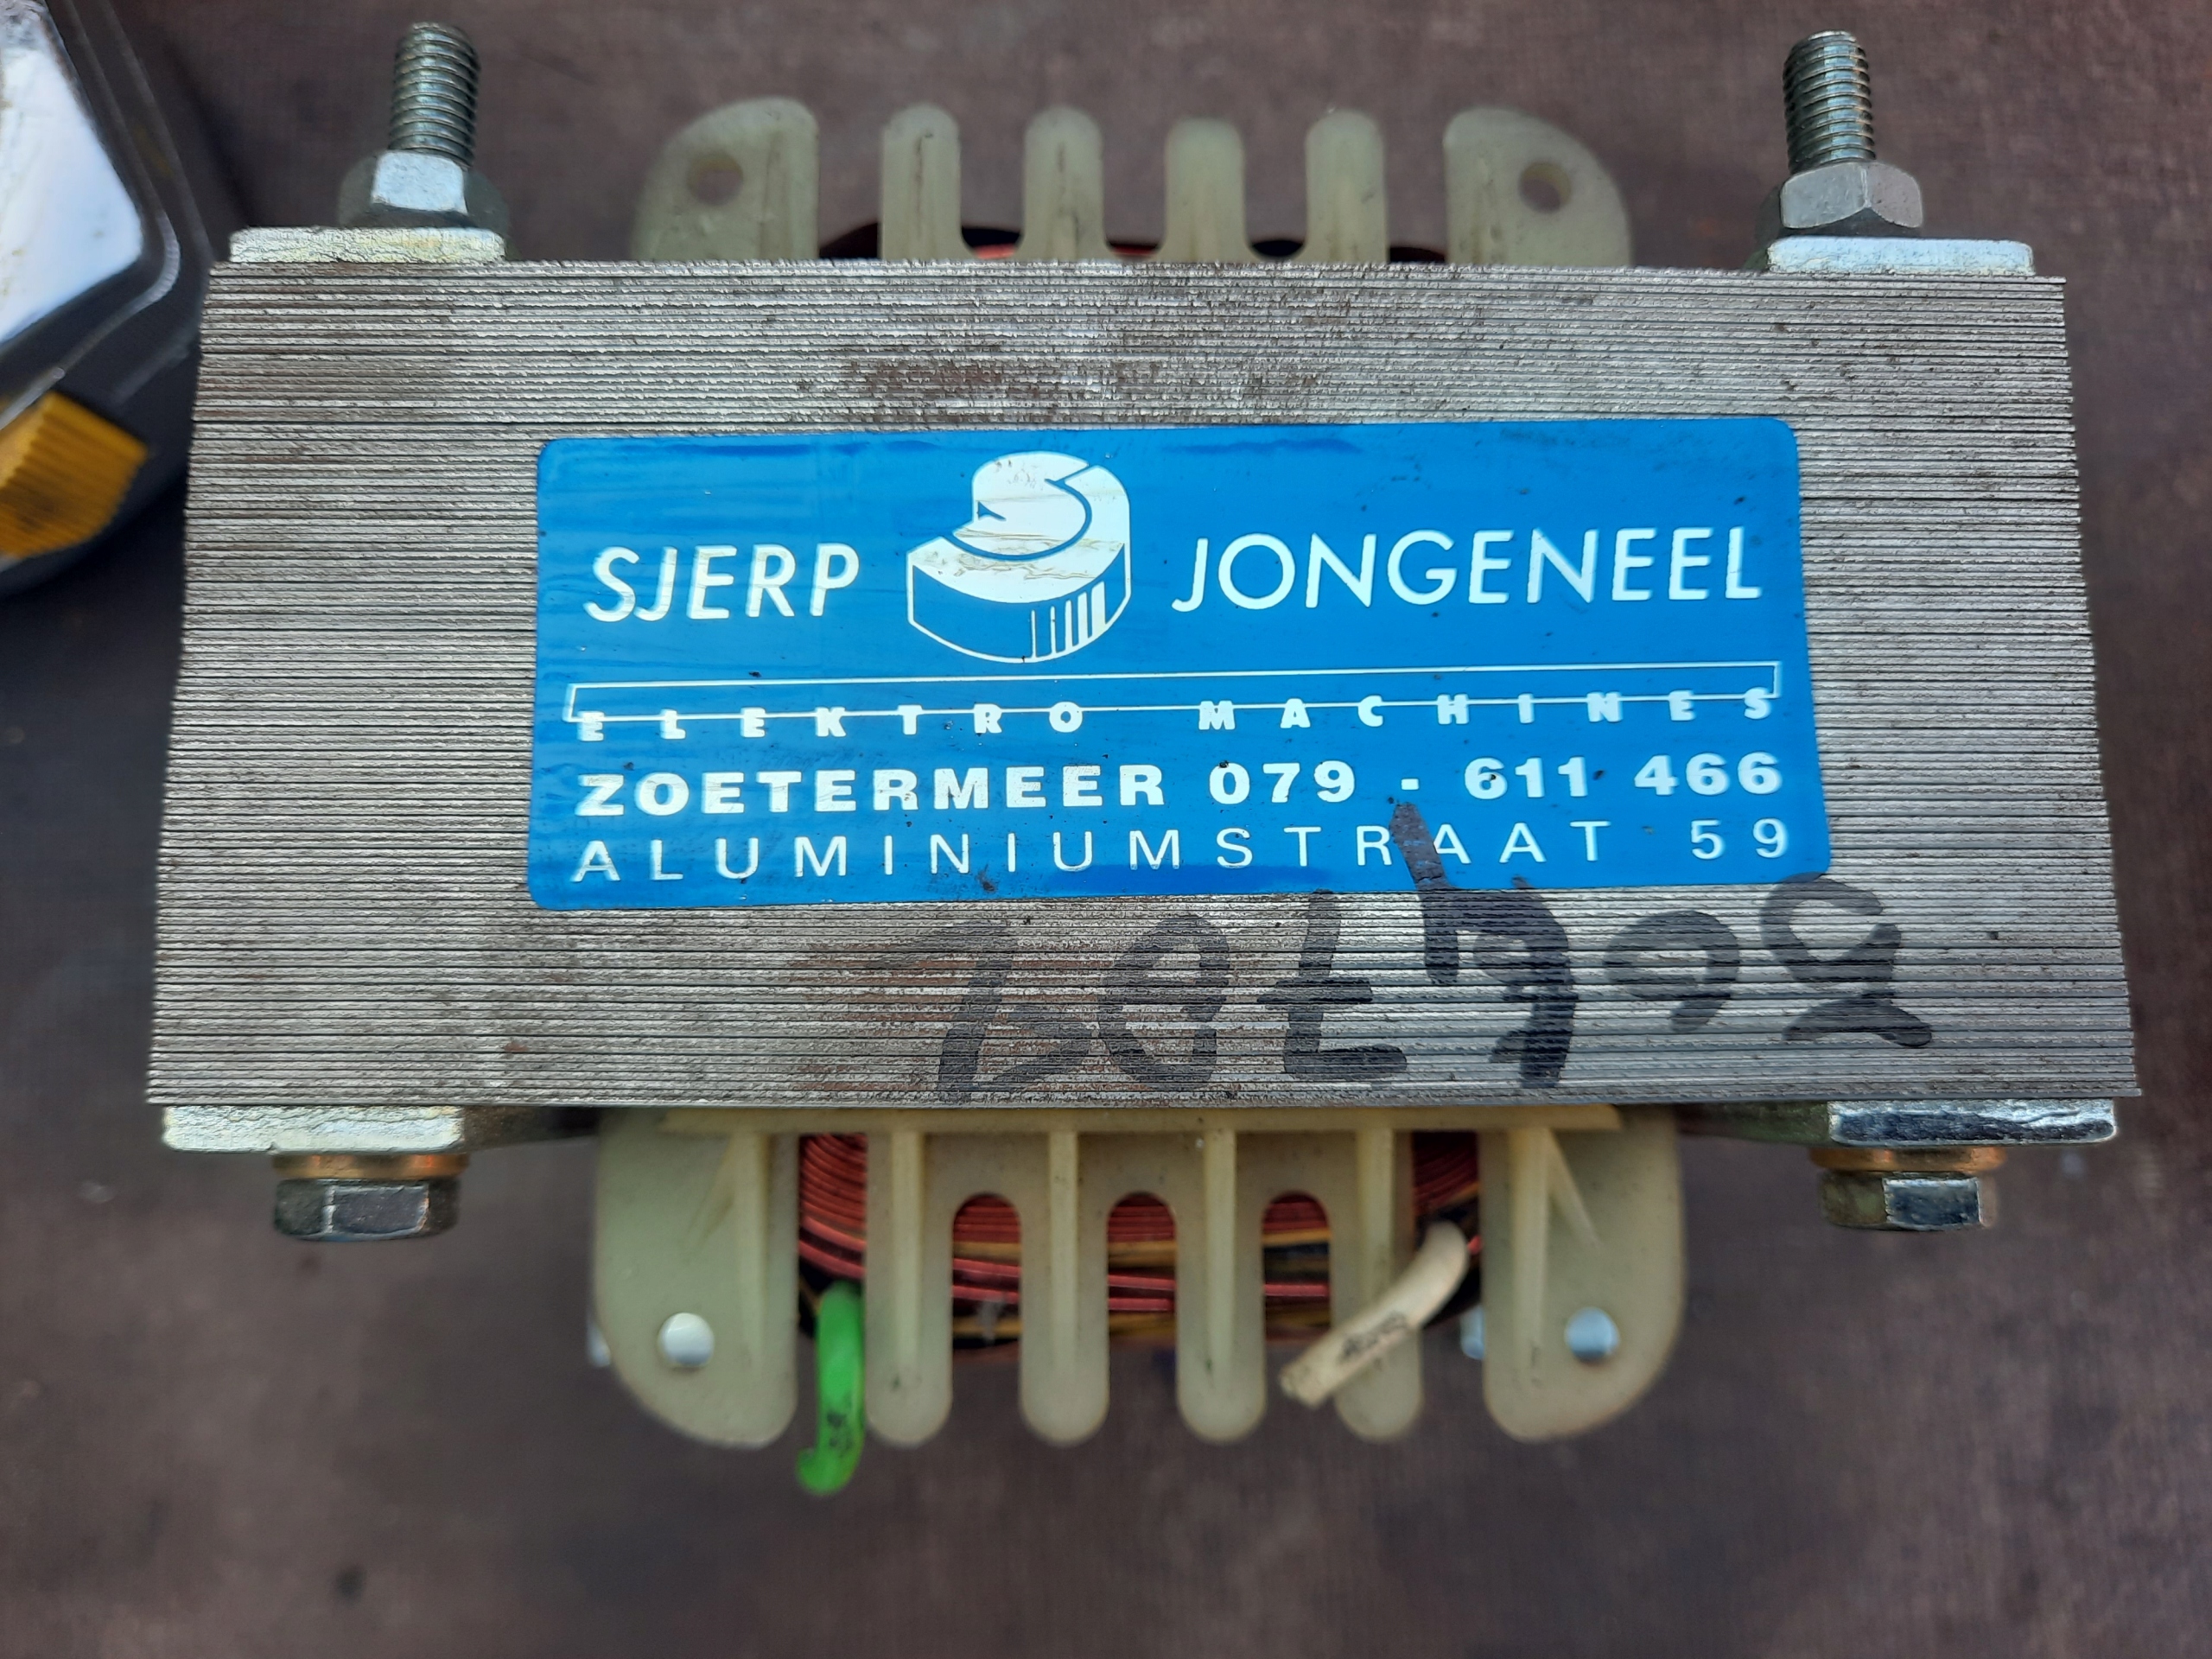 SJERP JONGENEEL
ELEKTRO MACHINES
ZOETERMEER 079 - 611 466
ALUMINIUMSTRAAT 59